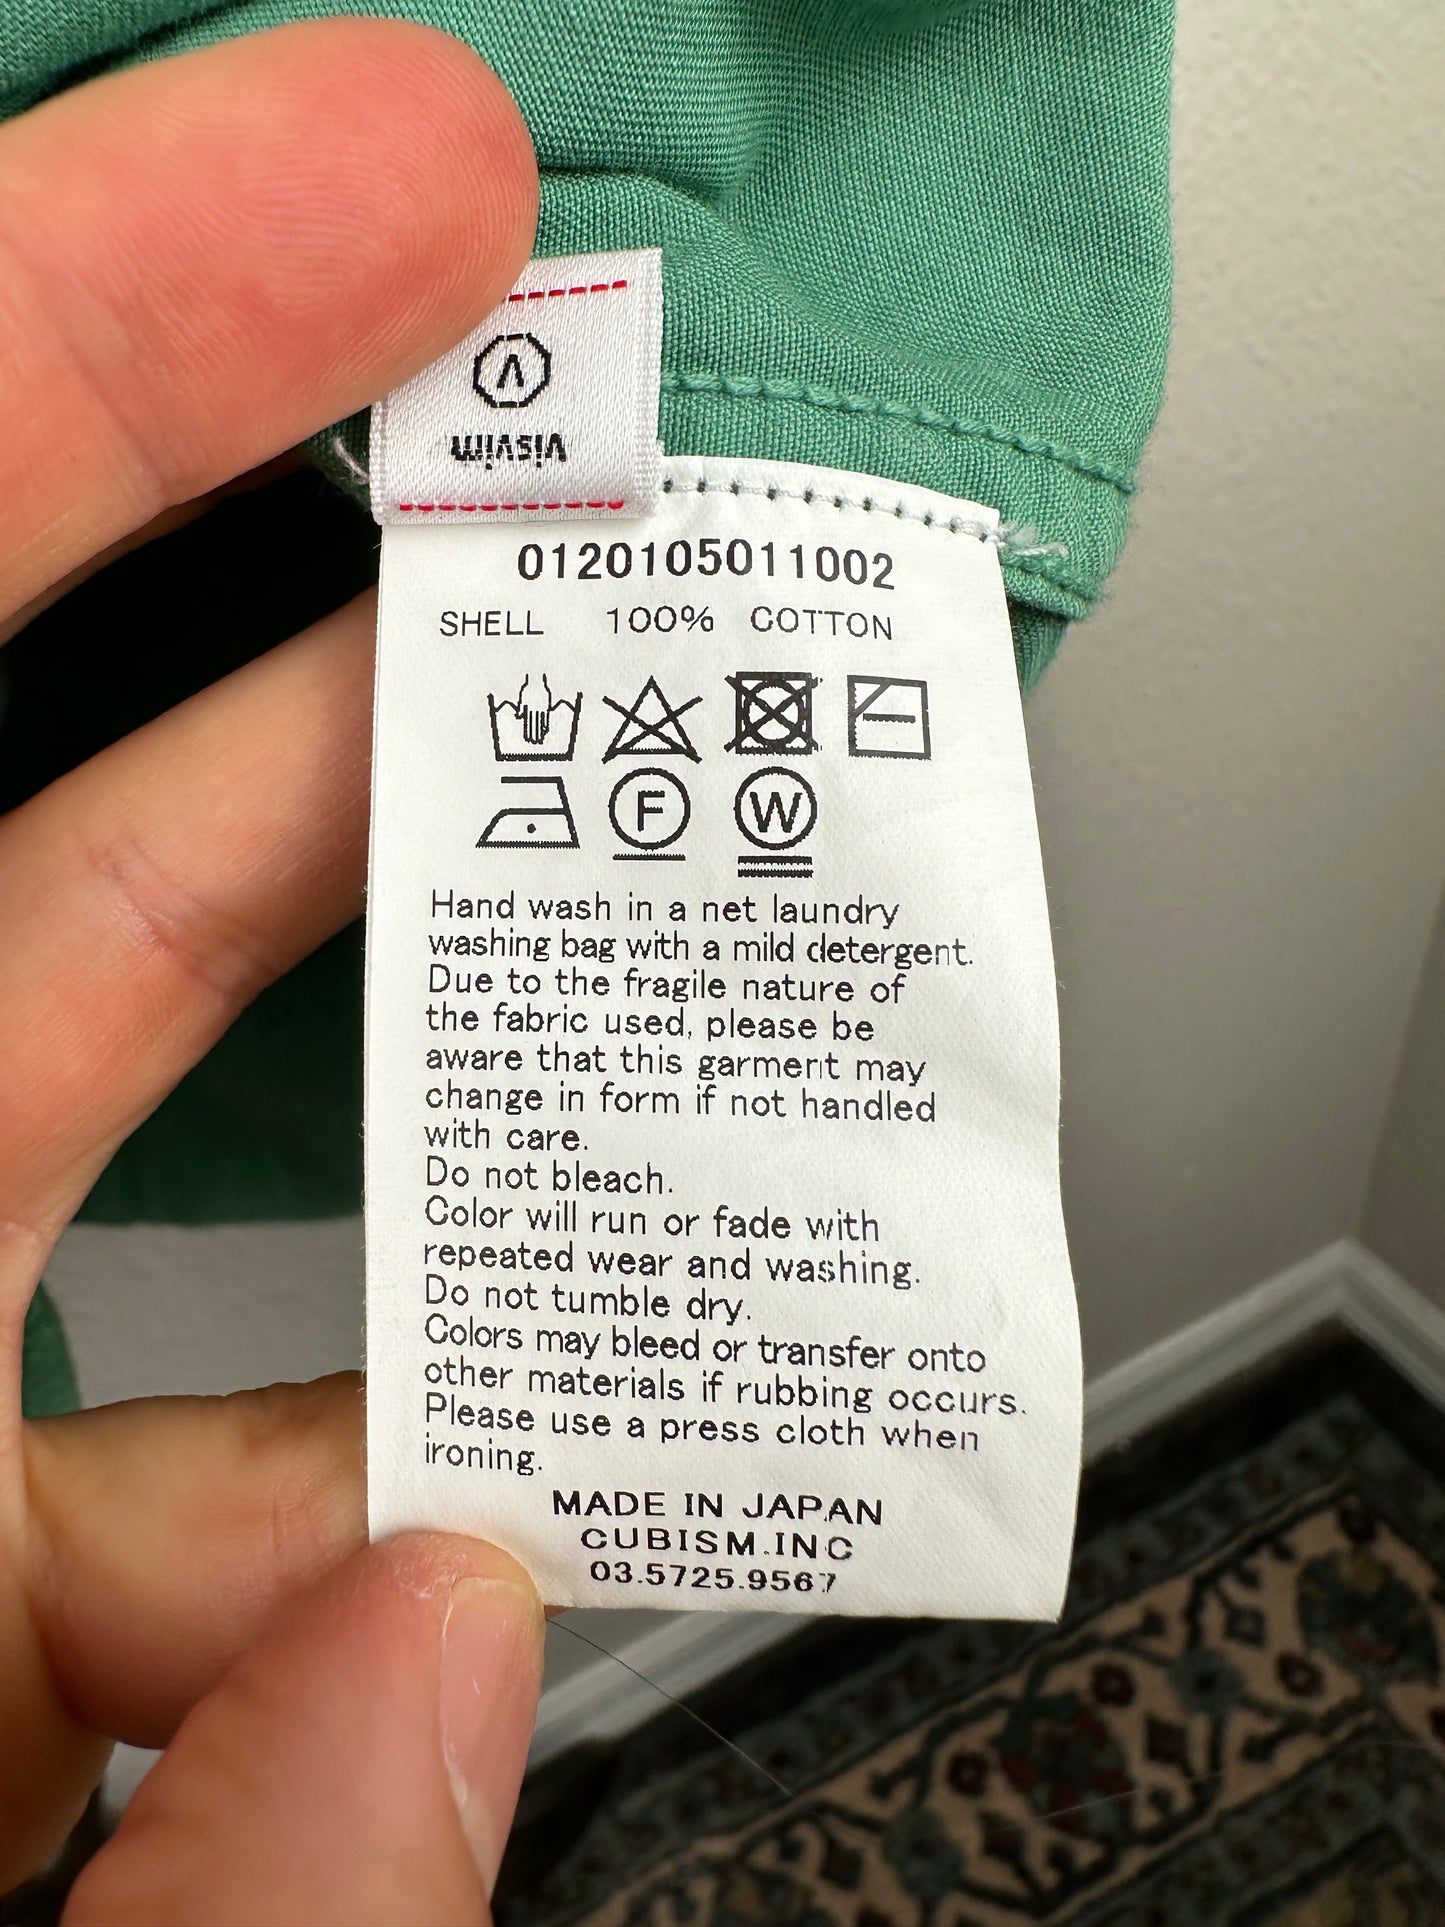 V
visvim
0120105011002
SHELL 100% COTTON
F W
Hand wash in a net laundry
washing bag with a mild detergent.
Due to the fragile nature of
the fabric used, please be
aware that this garment may
change in form if not handled
with care.
Do not bleach.
Color will run or fade with
repeated wear and washing.
Do not tumble dry.
Colors may bleed or transfer onto
other materials if rubbing occurs.
Please use a press cloth when
ironing.
MADE IN JAPAN
CUBISM.INC
03.5725.9567